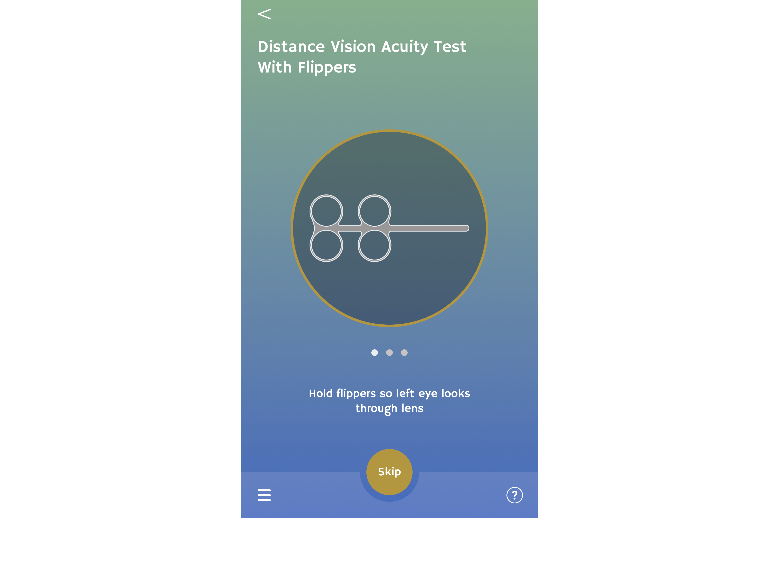 Distance Vision Acuity Test
With Flippers
Hold flippers so left eye looks
through lens
Skip
?